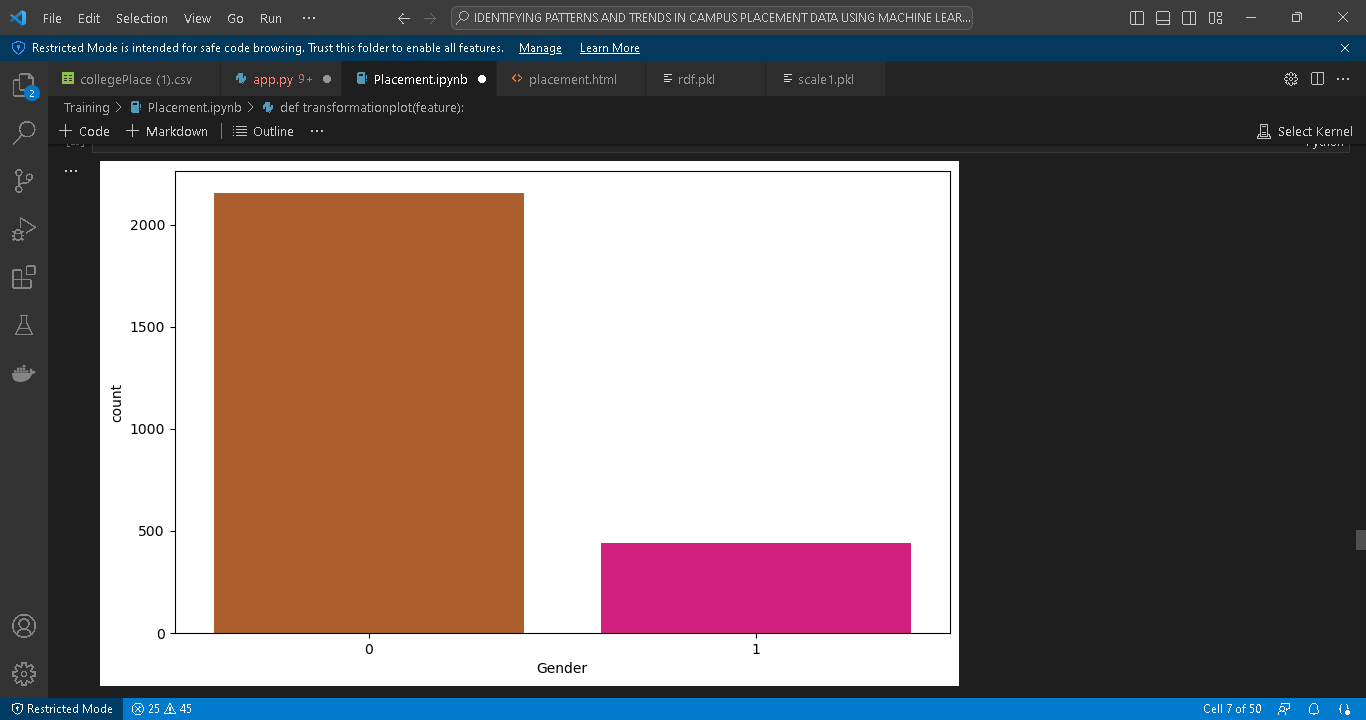 File Edit Selection View Go Run ··· IDENTIFYING PATTERNS AND TRENDS IN CAMPUS PLACEMENT DATA USING MACHINE LEAR...
Restricted Mode is intended for safe code browsing. Trust this folder to enable all features. Manage Learn More
collegePlace (1).csv app.py 9+ Placement.ipynb placement.html rdf.pkl scale1.pkl
Training > Placement.ipynb > def transformationplot(feature):
+ Code + Markdown Outline ··· Select Kernel
Python
2
2000
1500
1000
500
0
count
0 1
Gender
Restricted Mode 25 45 Cell 7 of 50